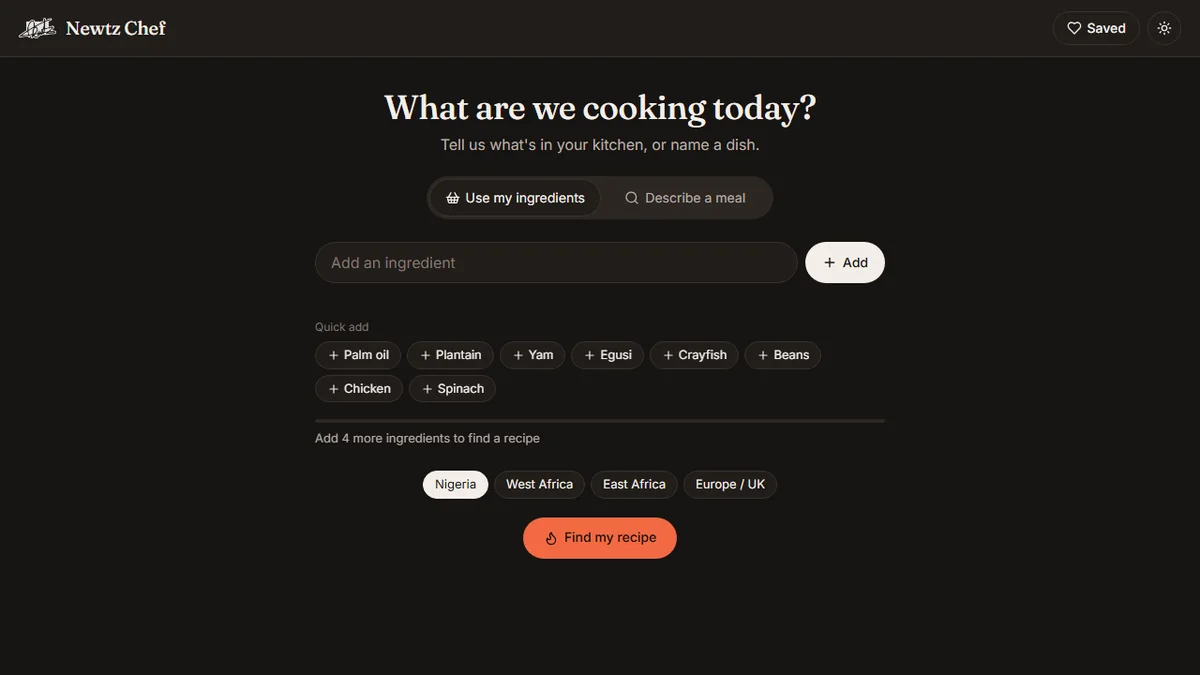 Newtz Chef
Saved
What are we cooking today?
Tell us what's in your kitchen, or name a dish.
Use my ingredients
Describe a meal
Add an ingredient
+ Add
Quick add
+ Palm oil
+ Plantain
+ Yam
+ Egusi
+ Crayfish
+ Beans
+ Chicken
+ Spinach
Add 4 more ingredients to find a recipe
Nigeria
West Africa
East Africa
Europe / UK
Find my recipe